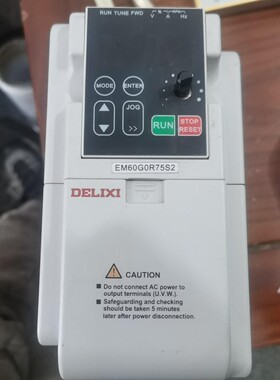 RUN TUNE FWD V A Hz
MODE ENTER
JOG
>>
RUN STOP
RESET
EM60G0R75S2
DELIXI
CAUTION
Do not connect AC power to
output terminals (U.V.W.).
Safeguarding and checking
should be taken 5 minutes
later after power disconnection.